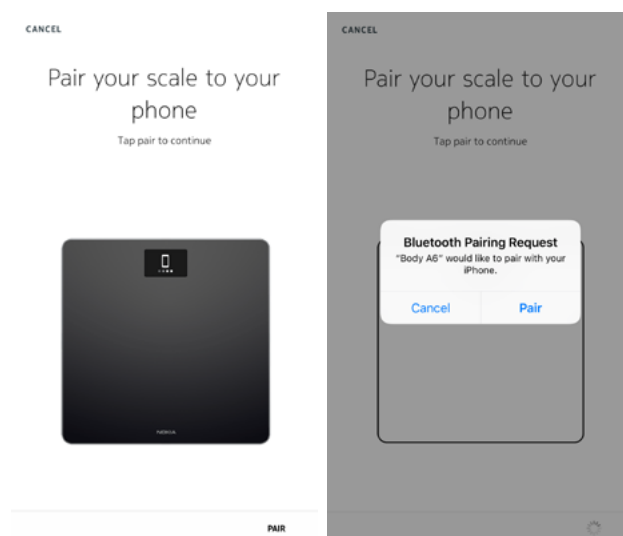 CANCEL
Pair your scale to your
phone
Tap pair to continue
NOKIA
PAIR
CANCEL
Pair your scale to your
phone
Tap pair to continue
Bluetooth Pairing Request
“Body A6” would like to pair with your
iPhone.
Cancel
Pair